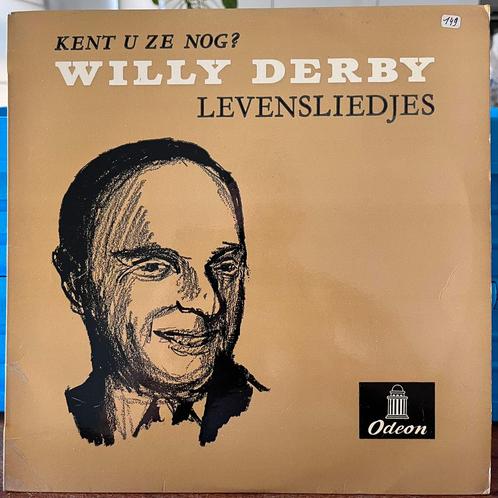 149
KENT U ZE NOG?
WILLY DERBY
LEVENSLIEDJES
Odeon